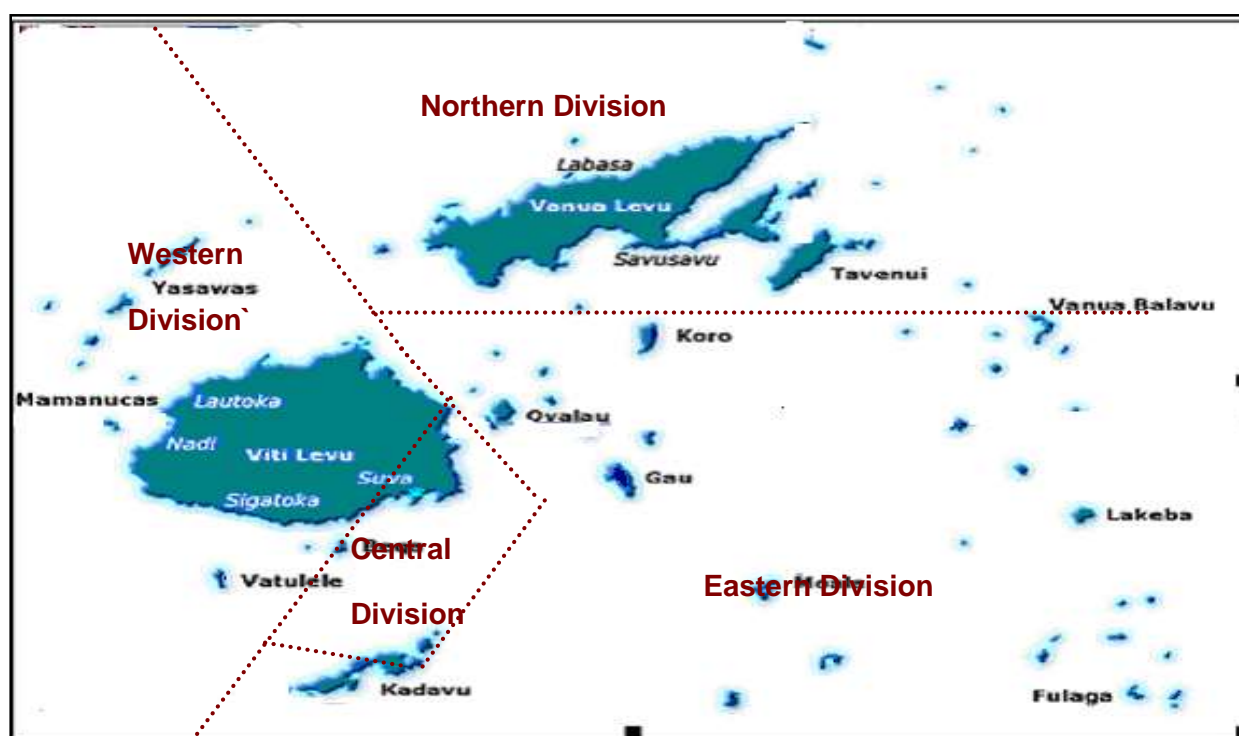 Northern Division
Labasa
Vanua Levu
Savusavu
Tavenui
Western
Yasawas
Division`
Vanua Balavu
Koro
Mamanucas
Lautoka
Ovalau
Nadi
Viti Levu
Suva
Sigatoka
Gau
Lakeba
Central
Vatulele
Eastern Division
Division
Kadavu
Fulaga